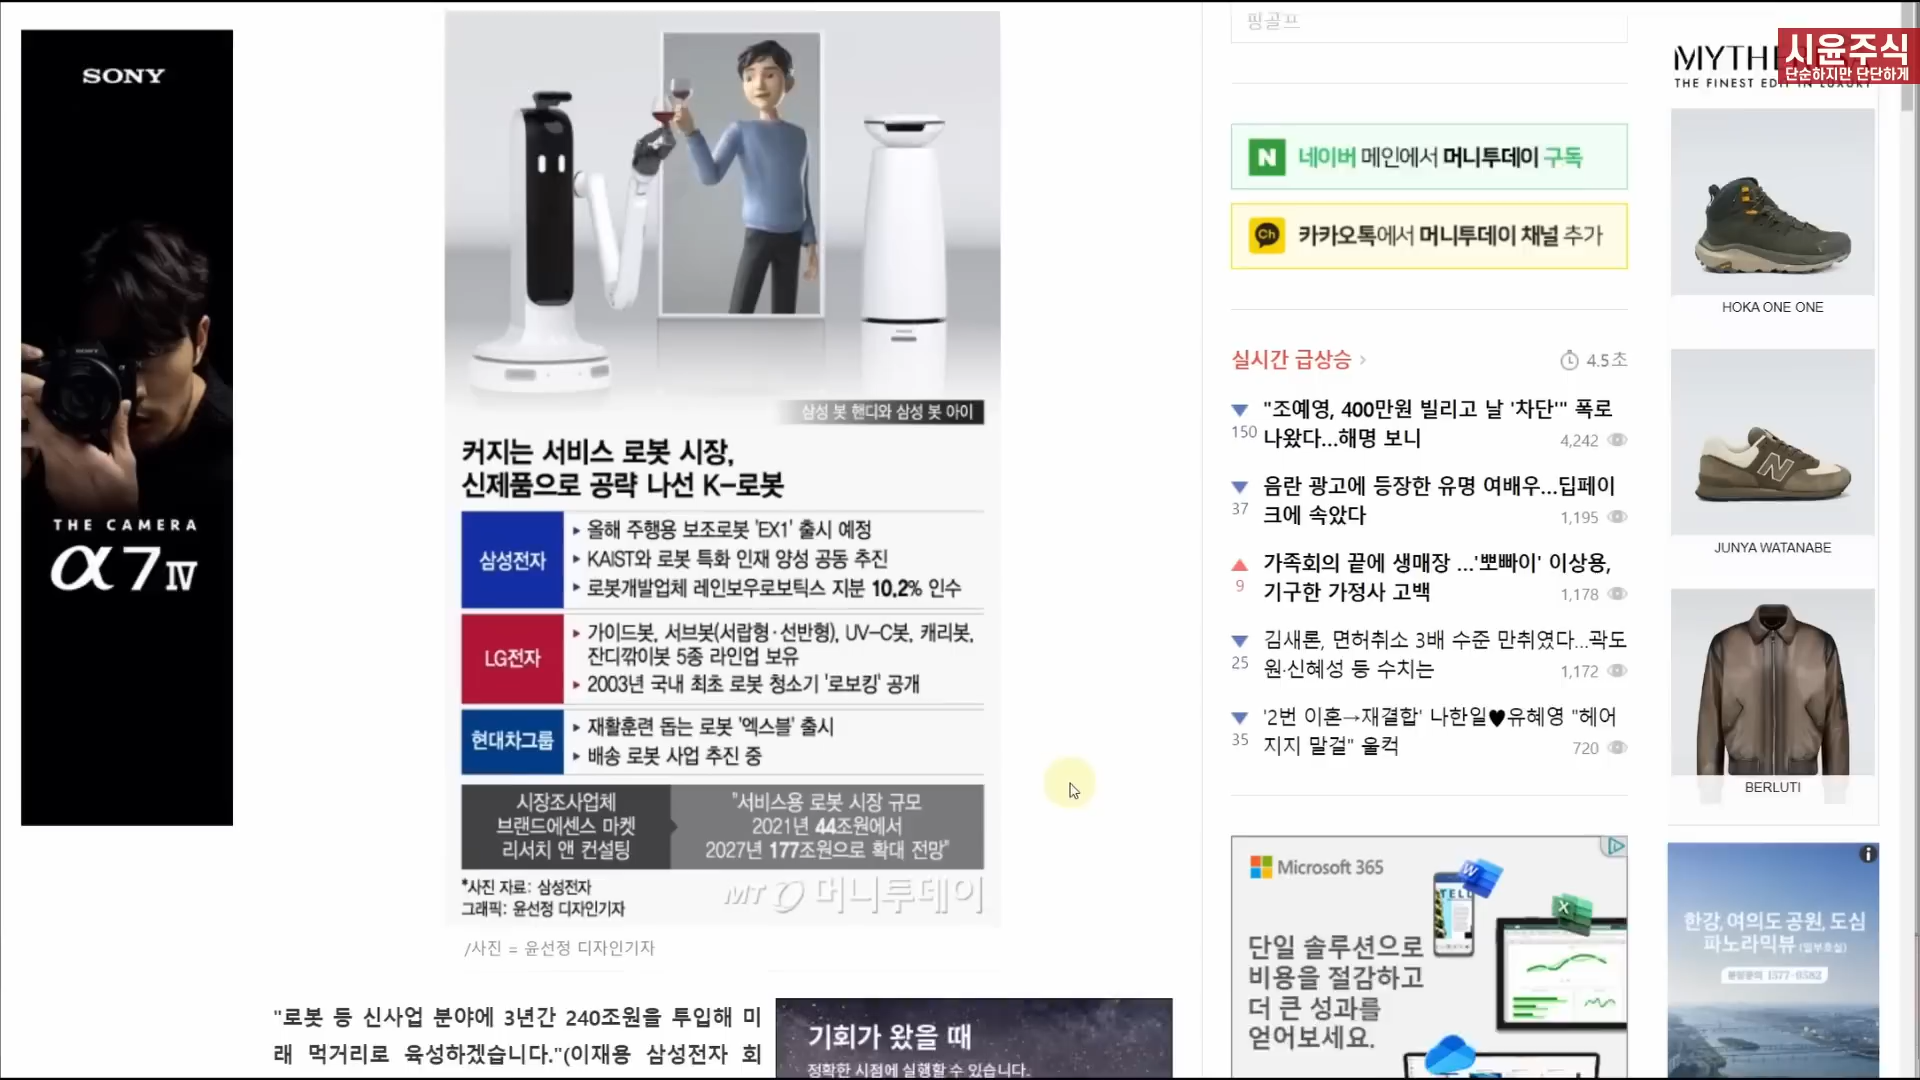 SONY
THE CAMERA
α7 IV
삼성 봇 핸디와 삼성 봇 아이
커지는 서비스 로봇 시장,
신제품으로 공략 나선 K-로봇
삼성전자
▸ 올해 주행용 보조로봇 'EX1' 출시 예정
▸ KAIST와 로봇 특화 인재 양성 공동 추진
▸ 로봇개발업체 레인보우로보틱스 지분 10.2% 인수
LG전자
▸ 가이드봇, 서브봇(서랍형·선반형), UV-C봇, 캐리봇,
잔디깎이봇 5종 라인업 보유
▸ 2003년 국내 최초 로봇 청소기 '로보킹' 공개
현대차그룹
▸ 재활훈련 돕는 로봇 '엑스블' 출시
▸ 배송 로봇 사업 추진 중
시장조사업체
브랜드에센스 마켓
리서치 앤 컨설팅
"서비스용 로봇 시장 규모
2021년 44조원에서
2027년 177조원으로 확대 전망"
*사진 자료: 삼성전자
그래픽: 윤선정 디자인기자
MT 머니투데이
/사진 = 윤선정 디자인기자
"로봇 등 신사업 분야에 3년간 240조원을 투입해 미
래 먹거리로 육성하겠습니다."(이재용 삼성전자 회
기회가 왔을 때
정확한 시점에 실행할 수 있습니다.
핑골프
N 네이버 메인에서 머니투데이 구독
Ch 카카오톡에서 머니투데이 채널 추가
실시간 급상승 >
4.5초
150
"조예영, 400만원 빌리고 날 '차단'" 폭로
나왔다...해명 보니
4,242
37
음란 광고에 등장한 유명 여배우...딥페이
크에 속았다
1,195
9
가족회의 끝에 생매장 ...'뽀빠이' 이상용,
기구한 가정사 고백
1,178
25
김새론, 면허취소 3배 수준 만취였다...곽도
원·신혜성 등 수치는
1,172
35
'2번 이혼→재결합' 나한일♥유혜영 "헤어
지지 말걸" 울컥
720
Microsoft 365
단일 솔루션으로
비용을 절감하고
더 큰 성과를
얻어보세요.
시윤주식
단순하지만 단단하게
THE FINEST EDIT IN LUXURY
HOKA ONE ONE
JUNYA WATANABE
BERLUTI
한강, 여의도 공원, 도심
파노라믹뷰 (일부호실)
분양문의 1577-0582